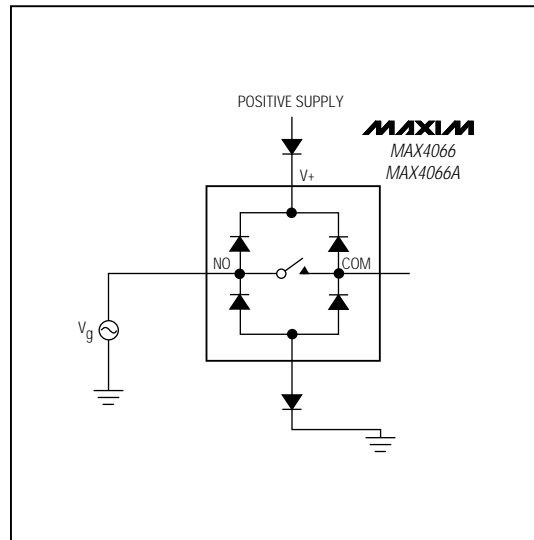 POSITIVE SUPPLY
MAXIM
MAX4066
MAX4066A
V+
NO
COM
Vg